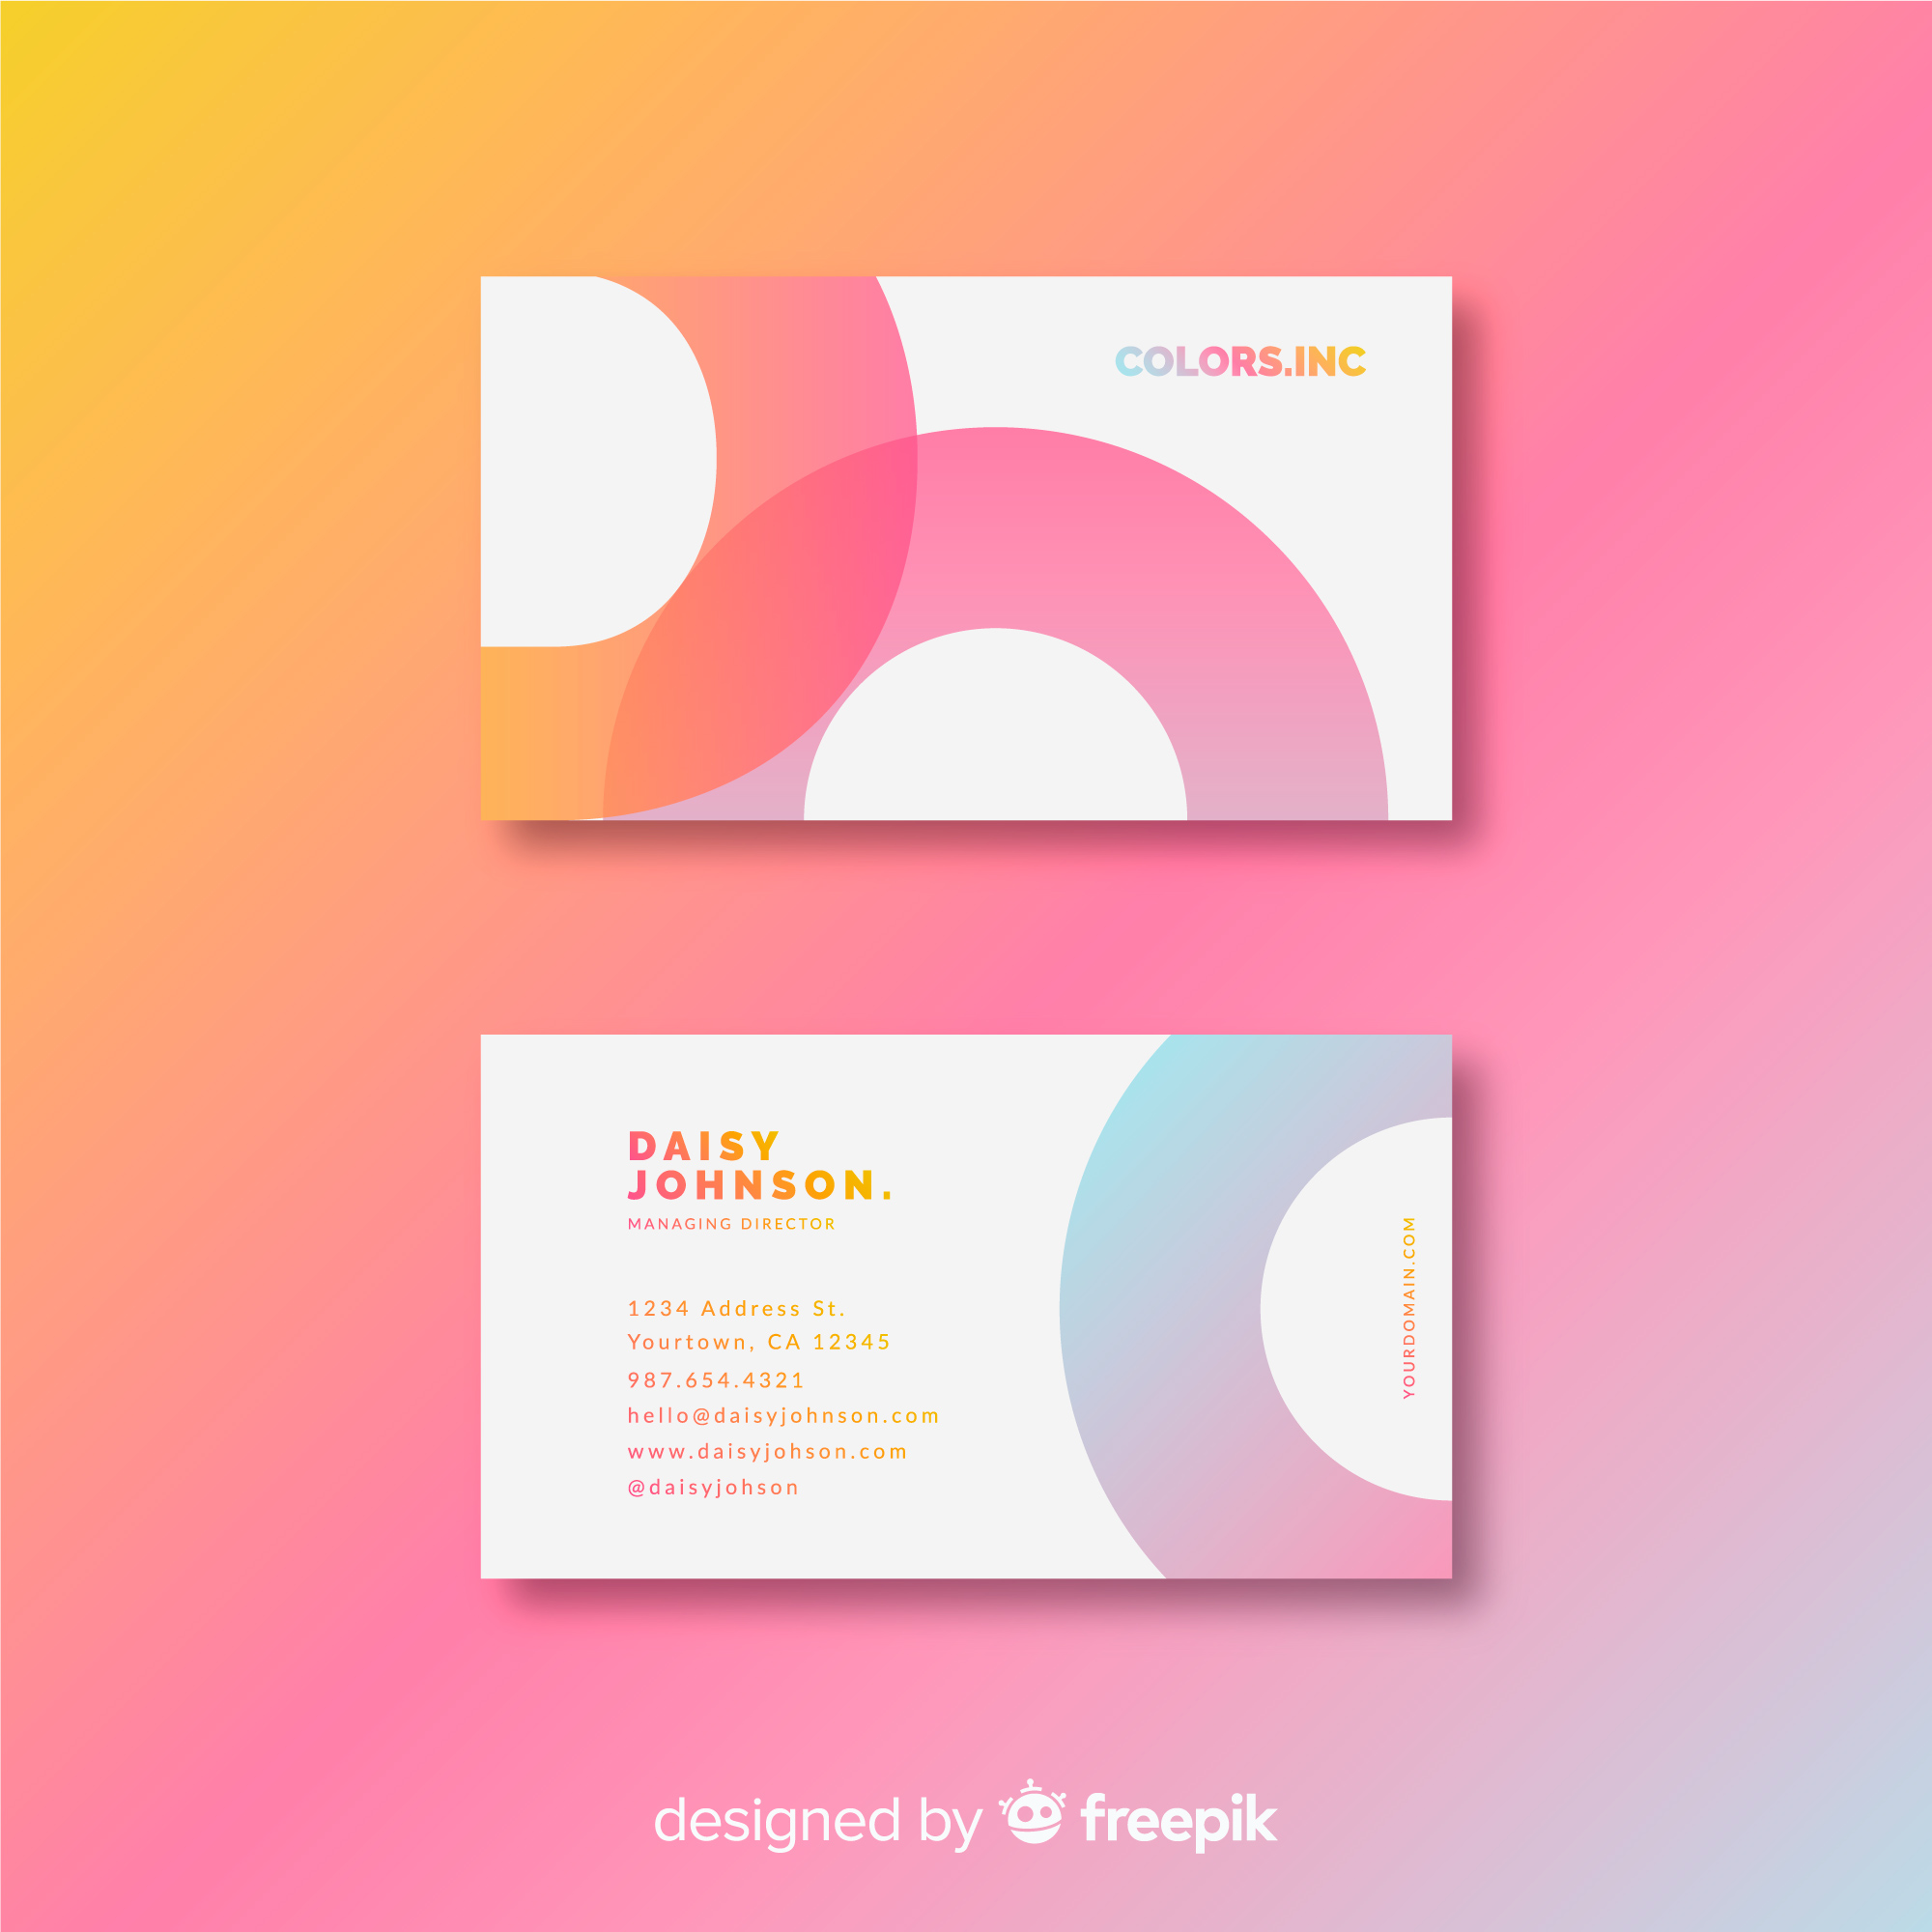 COLORS.INC
DAISY
JOHNSON.
MANAGING DIRECTOR
1234 Address St.
Yourtown, CA 12345
987.654.4321
hello@daisyjohnson.com
www.daisyjohson.com
@daisyjohson
YOURDOMAIN.COM
designed by freepik